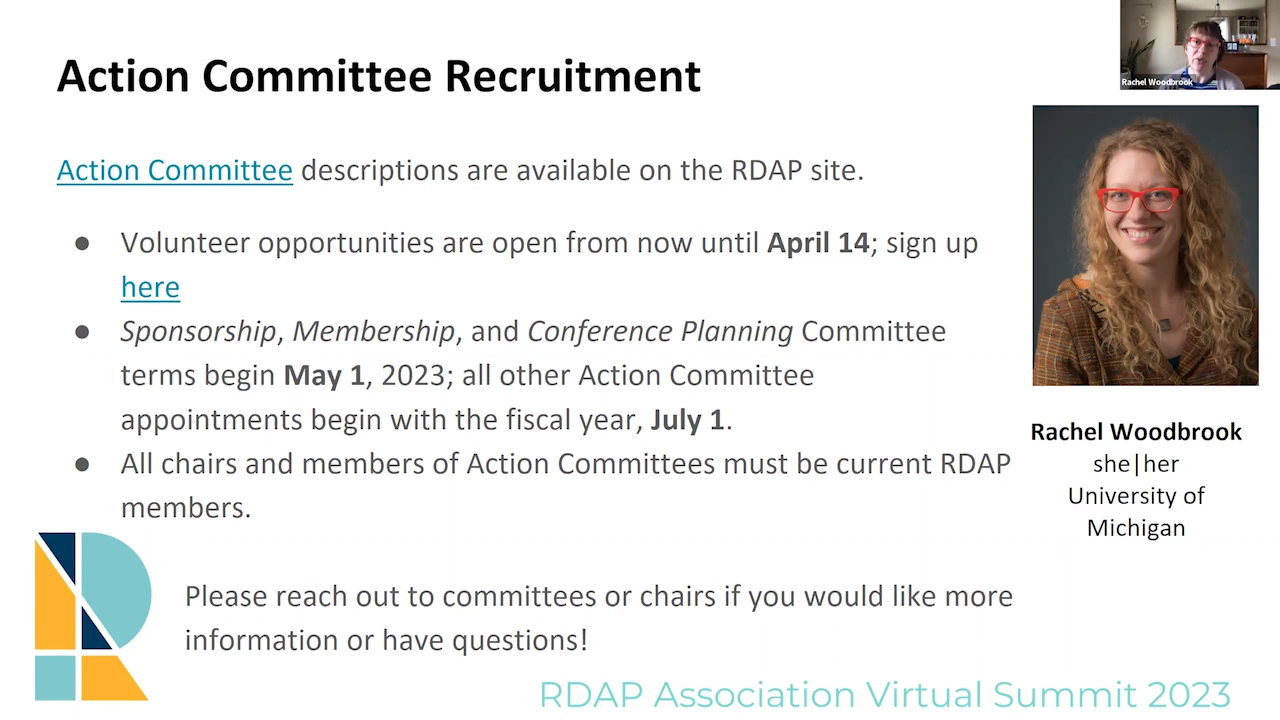 Action Committee Recruitment
Rachel Woodbrook
Action Committee descriptions are available on the RDAP site.
● Volunteer opportunities are open from now until April 14; sign up
here
● Sponsorship, Membership, and Conference Planning Committee
terms begin May 1, 2023; all other Action Committee
appointments begin with the fiscal year, July 1.
● All chairs and members of Action Committees must be current RDAP
members.
Rachel Woodbrook
she|her
University of
Michigan
Please reach out to committees or chairs if you would like more
information or have questions!
RDAP Association Virtual Summit 2023